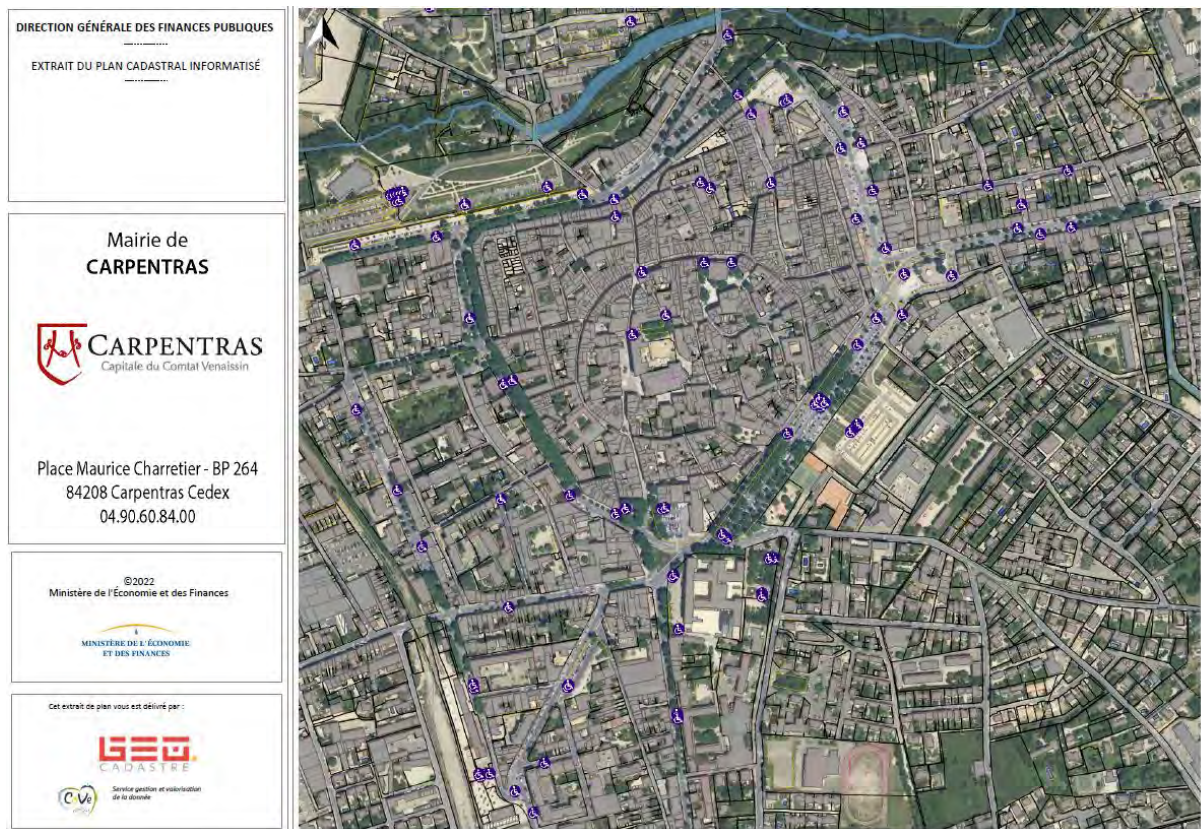 DIRECTION GÉNÉRALE DES FINANCES PUBLIQUES
EXTRAIT DU PLAN CADASTRAL INFORMATISÉ
Mairie de
CARPENTRAS
CARPENTRAS
Capitale du Comtat Venaissin
Place Maurice Charretier - BP 264
84208 Carpentras Cedex
04.90.60.84.00
©2022
Ministère de l'Économie et des Finances
MINISTÈRE DE L'ÉCONOMIE
ET DES FINANCES
Cet extrait de plan vous est délivré par :
GEO.
CADASTRE
CoVe
Service gestion et valorisation
de la donnée